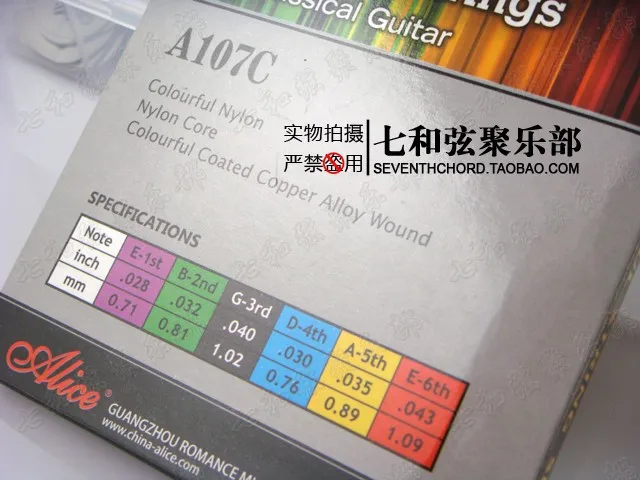 ngs
sical Guitar
A107C
Colourful Nylon
Nylon Core
Colourful Coated Copper Alloy Wound
实物拍摄
严禁盗用
七和弦聚乐部
SEVENTHCHORD.TAOBAO.COM
SPECIFICATIONS
Note E-1st B-2nd G-3rd D-4th A-5th E-6th
inch .028 .032 .040 .030 .035 .043
mm 0.71 0.81 1.02 0.76 0.89 1.09
Alice®
GUANGZHOU ROMANCE M
www.china-alice.com